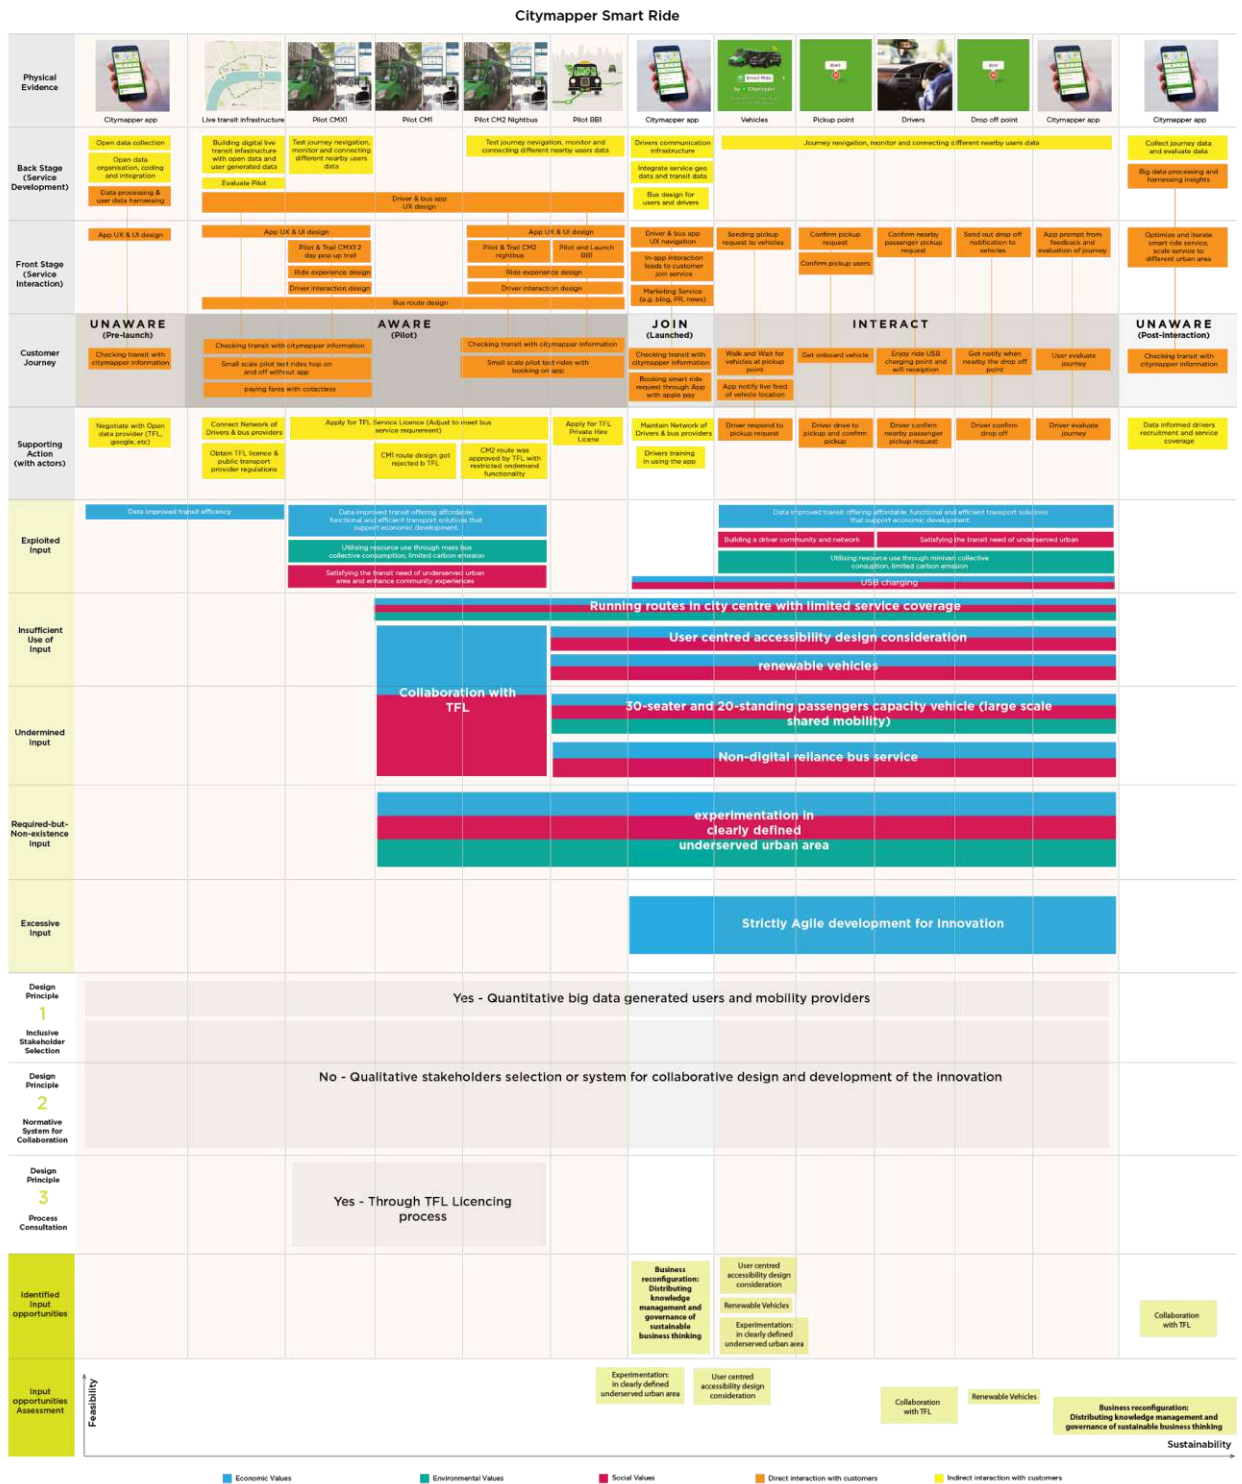 Citymapper Smart Ride
Physical
Evidence
Citymapper app
Live transit infrastructure
Pilot CMX1
Pilot CM1
Pilot CM2 Nightbus
Pilot BB1
Citymapper app
Vehicles
Pickup point
Drivers
Drop off point
Citymapper app
Citymapper app
Smart Ride
by Citymapper
Back Stage
(Service
Development)
Open data collection
Open data
organisation, coding
and integration
Data processing &
user data harnessing
Building digital live
transit infastructure
with open data and
user generated data
Evaluate Pilot
Test journey navigation,
monitor and connecting
different nearby users
data
Test journey nevigation, monitor and
connecting different nearby users data
Driver & bus app
UX design
Drivers communication
infrastructure
Integrate service geo
data and transit data
Bus design for
users and drivers
Journey nevigation, monitor and connecting different nearby users data
Collect journey data
and evaluate data
Big data processing and
harnessing insights
Front Stage
(Service
Interaction)
App UX & UI design
App UX & UI design
Pilot & Trail CMX1 2
day pop up trail
Ride experience design
Driver interaction design
App UX & UI design
Pilot & Trail CM2
nightbus
Pilot and Launch
BB1
Ride experience design
Driver interaction design
Bus route design
Driver & bus app
UX navigation
In-app interaction
leads to customer
join service
Marketing Service
(e.g. blog, PR, news)
Sending pickup
request to vehicles
Confirm pickup
request
Confirm pickup users
Confirm nearby
passenger pickup
request
Send out drop off
notification to
vehicles
App prompt from
feedback and
evaluation of journey
Optimize and iterate
smart ride service;
scale service to
different urban area
Customer
Journey
UNAWARE
(Pre-launch)
AWARE
(Pilot)
JOIN
(Launched)
INTERACT
UNAWARE
(Post-Interaction)
Checking transit with
citymapper information
Checking transit with citymapper information
Small scale pilot test rides hop on
and off without app
paying fares with cotactless
Checking transit with citymapper information
Small scale pilot test rides with
booking on app
Checking transit with
citymapper information
Booking smart ride
request through App
with apple pay
Walk and Wait for
vehicles at pickup
point
App notify live feed
of vehicle location
Get onboard vehicle
Enjoy ride USB
charging point and
wifi receiption
Get notify when
nearby the drop off
point
User evaluate
journey
Checking transit with
citymapper information
Supporting
Action
(with actors)
Negotiate with Open
data provider (TFL,
google, etc)
Connect Network of
Drivers & bus providers
Obtain TFL licence &
public transport
provider regulations
Apply for TFL Service Licence (Adjust to meet bus
service requrement)
CM1 route design got
rejected b TFL
CM2 route was
approved by TFL with
restricted ondemand
functionality
Apply for TFL
Private Hire
Licene
Maintain Network of
Drivers & bus providers
Drivers training
in using the app
Driver respond to
pickup request
Driver drive to
pickup and confirm
pickup
Driver confirm
nearby passenger
pickup request
Driver confirm
drop off
Driver evaluate
journey
Data informed drivers
recruitment and service
coverage
Exploited
Input
Data improved transit efficency
Data improved transit offering affordable,
functional and efficient transport solutions that
support economic development.
Utilising resource use through mass bus
collective consumption, limited carbon emission
Satisfying the transit need of underserved urban
area and enhance community experiences
Data improved transit offering affordable, functional and efficient transport solutions
that support economic development.
Building a driver community and network
Satisfying the transit need of underserved urban
Utilising resource use through minivan collective
consuption, limited carbon emission
USB charging
Insufficient
Use of
Input
Running routes in city centre with limited service coverage
User centred accessibility design consideration
renewable vehicles
Collaboration with
TFL
Undermined
Input
30-seater and 20-standing passengers capacity vehicle (large scale
shared mobility)
Non-digital reliance bus service
Required-but-
Non-existence
Input
experimentation in
clearly defined
underserved urban area
Excessive
Input
Strictly Agile development for Innovation
Design
Principle
1
Inclusive
Stakeholder
Selection
Yes - Quantitative big data generated users and mobility providers
Design
Principle
2
Normative
System for
Collaboration
No - Qualitative stakeholders selection or system for collaborative design and development of the innovation
Design
Principle
3
Process
Consultation
Yes - Through TFL Licencing
process
Identified
Input
opportunities
Business
reconfiguration:
Distributing
knowledge
management and
governance of
sustainable
business thinking
User centred
accessibility design
consideration
Renewable Vehicles
Experimentation:
in clearly defined
underserved urban area
Collaboration
with TFL
Input
opportunities
Assessment
Feasibility
Experimentation:
in clearly defined
underserved urban area
User centred
accessibility design
consideration
Collaboration
with TFL
Renewable Vehicles
Business reconfiguration:
Distributing knowledge management and
governance of sustainable business thinking
Sustainability
Economic Values
Environmental Values
Social Values
Direct interaction with customers
Indirect interaction with customers